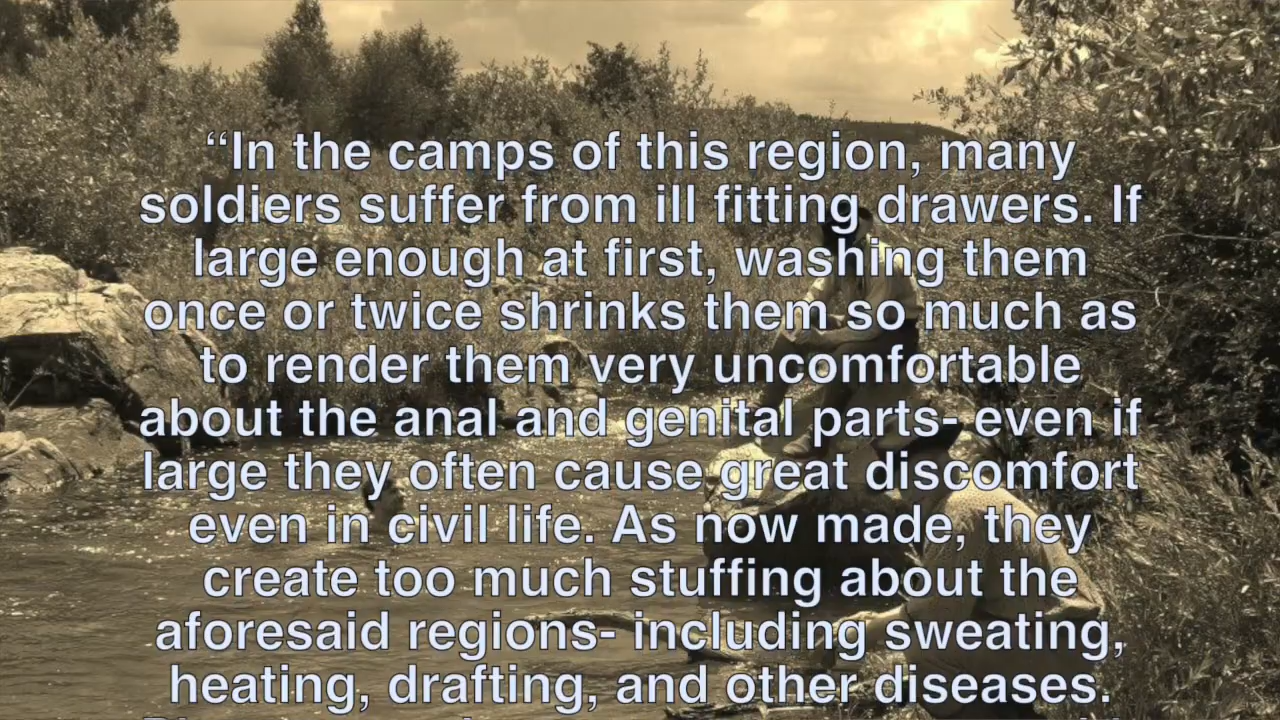 “In the camps of this region, many
soldiers suffer from ill fitting drawers. If
large enough at first, washing them
once or twice shrinks them so much as
to render them very uncomfortable
about the anal and genital parts- even if
large they often cause great discomfort
even in civil life. As now made, they
create too much stuffing about the
aforesaid regions- including sweating,
heating, drafting, and other diseases.